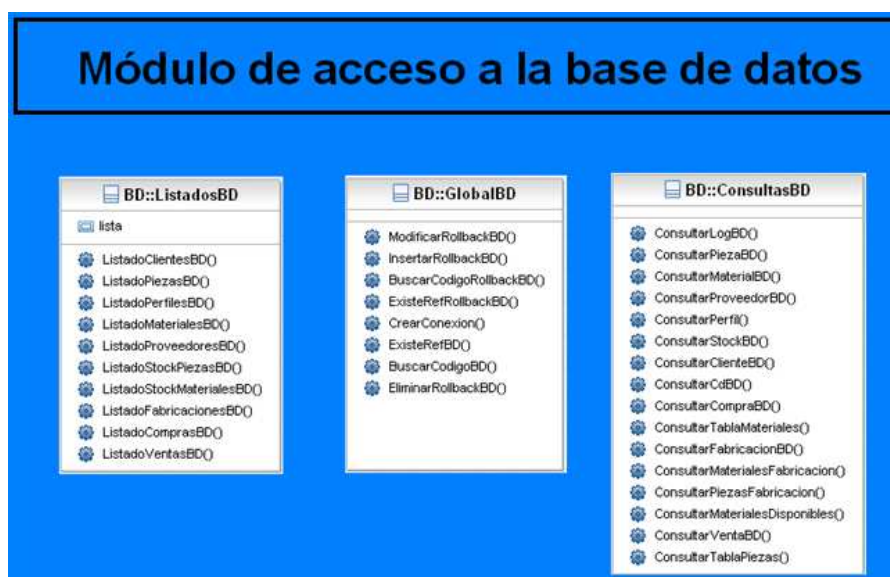 Módulo de acceso a la base de datos
BD::ListadosBD
lista
ListadoClientesBD()
ListadoPiezasBD()
ListadoPerfilesBD()
ListadoMaterialesBD()
ListadoProveedoresBD()
ListadoStockPiezasBD()
ListadoStockMaterialesBD()
ListadoFabricacionesBD()
ListadoComprasBD()
ListadoVentasBD()
BD::GlobalBD
ModificarRollbackBD()
InsertarRollbackBD()
BuscarCodigoRollbackBD()
ExisteRefRollbackBD()
CrearConexion()
ExisteRefBD()
BuscarCodigoBD()
EliminarRollbackBD()
BD::ConsultasBD
ConsultarLogBD()
ConsultarPiezaBD()
ConsultarMaterialBD()
ConsultarProveedorBD()
ConsultarPerfil()
ConsultarStockBD()
ConsultarClienteBD()
ConsultarCdBD()
ConsultarCompraBD()
ConsultarTablaMateriales()
ConsultarFabricacionBD()
ConsultarMaterialesFabricacion()
ConsultarPiezasFabricacion()
ConsultarMaterialesDisponibles()
ConsultarVentaBD()
ConsultarTablaPiezas()